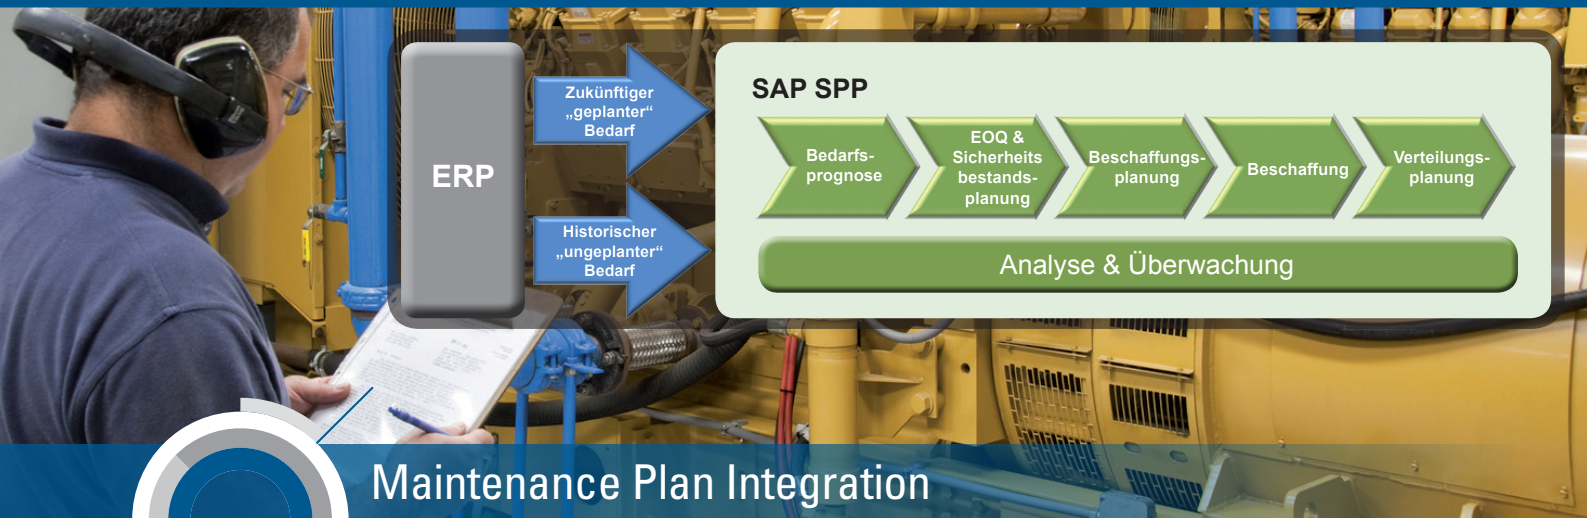 ERP
Zukünftiger
„geplanter“
Bedarf
Historischer
„ungeplanter“
Bedarf
SAP SPP
Bedarfs-
prognose
EOQ &
Sicherheits
bestands-
planung
Beschaffungs-
planung
Beschaffung
Verteilungs-
planung
Analyse & Überwachung
Maintenance Plan Integration